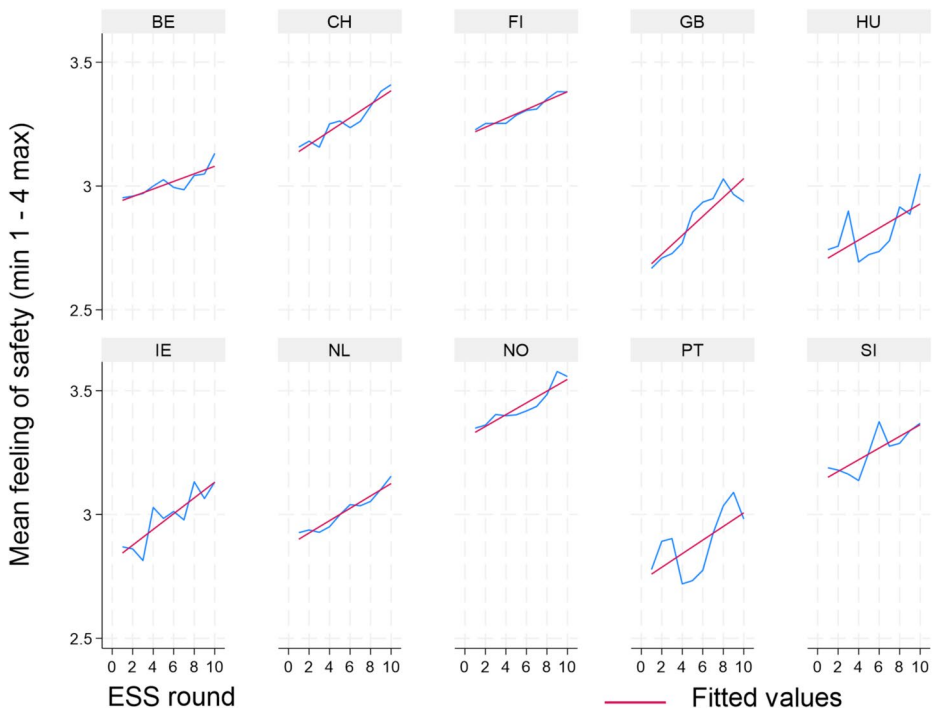 BE CH FI GB HU
3.5
3
2.5
IE NL NO PT SI
3.5
3
2.5
0 2 4 6 8 10 0 2 4 6 8 10 0 2 4 6 8 10 0 2 4 6 8 10 0 2 4 6 8 10
Mean feeling of safety (min 1 - 4 max)
ESS round Fitted values